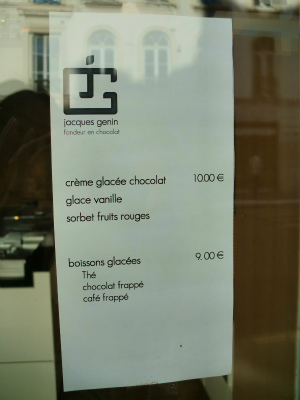 jacques genin
fondeur en chocolat
crème glacée chocolat 10.00 €
glace vanille
sorbet fruits rouges
boissons glacées 9.00 €
Thé
chocolat frappé
café frappé